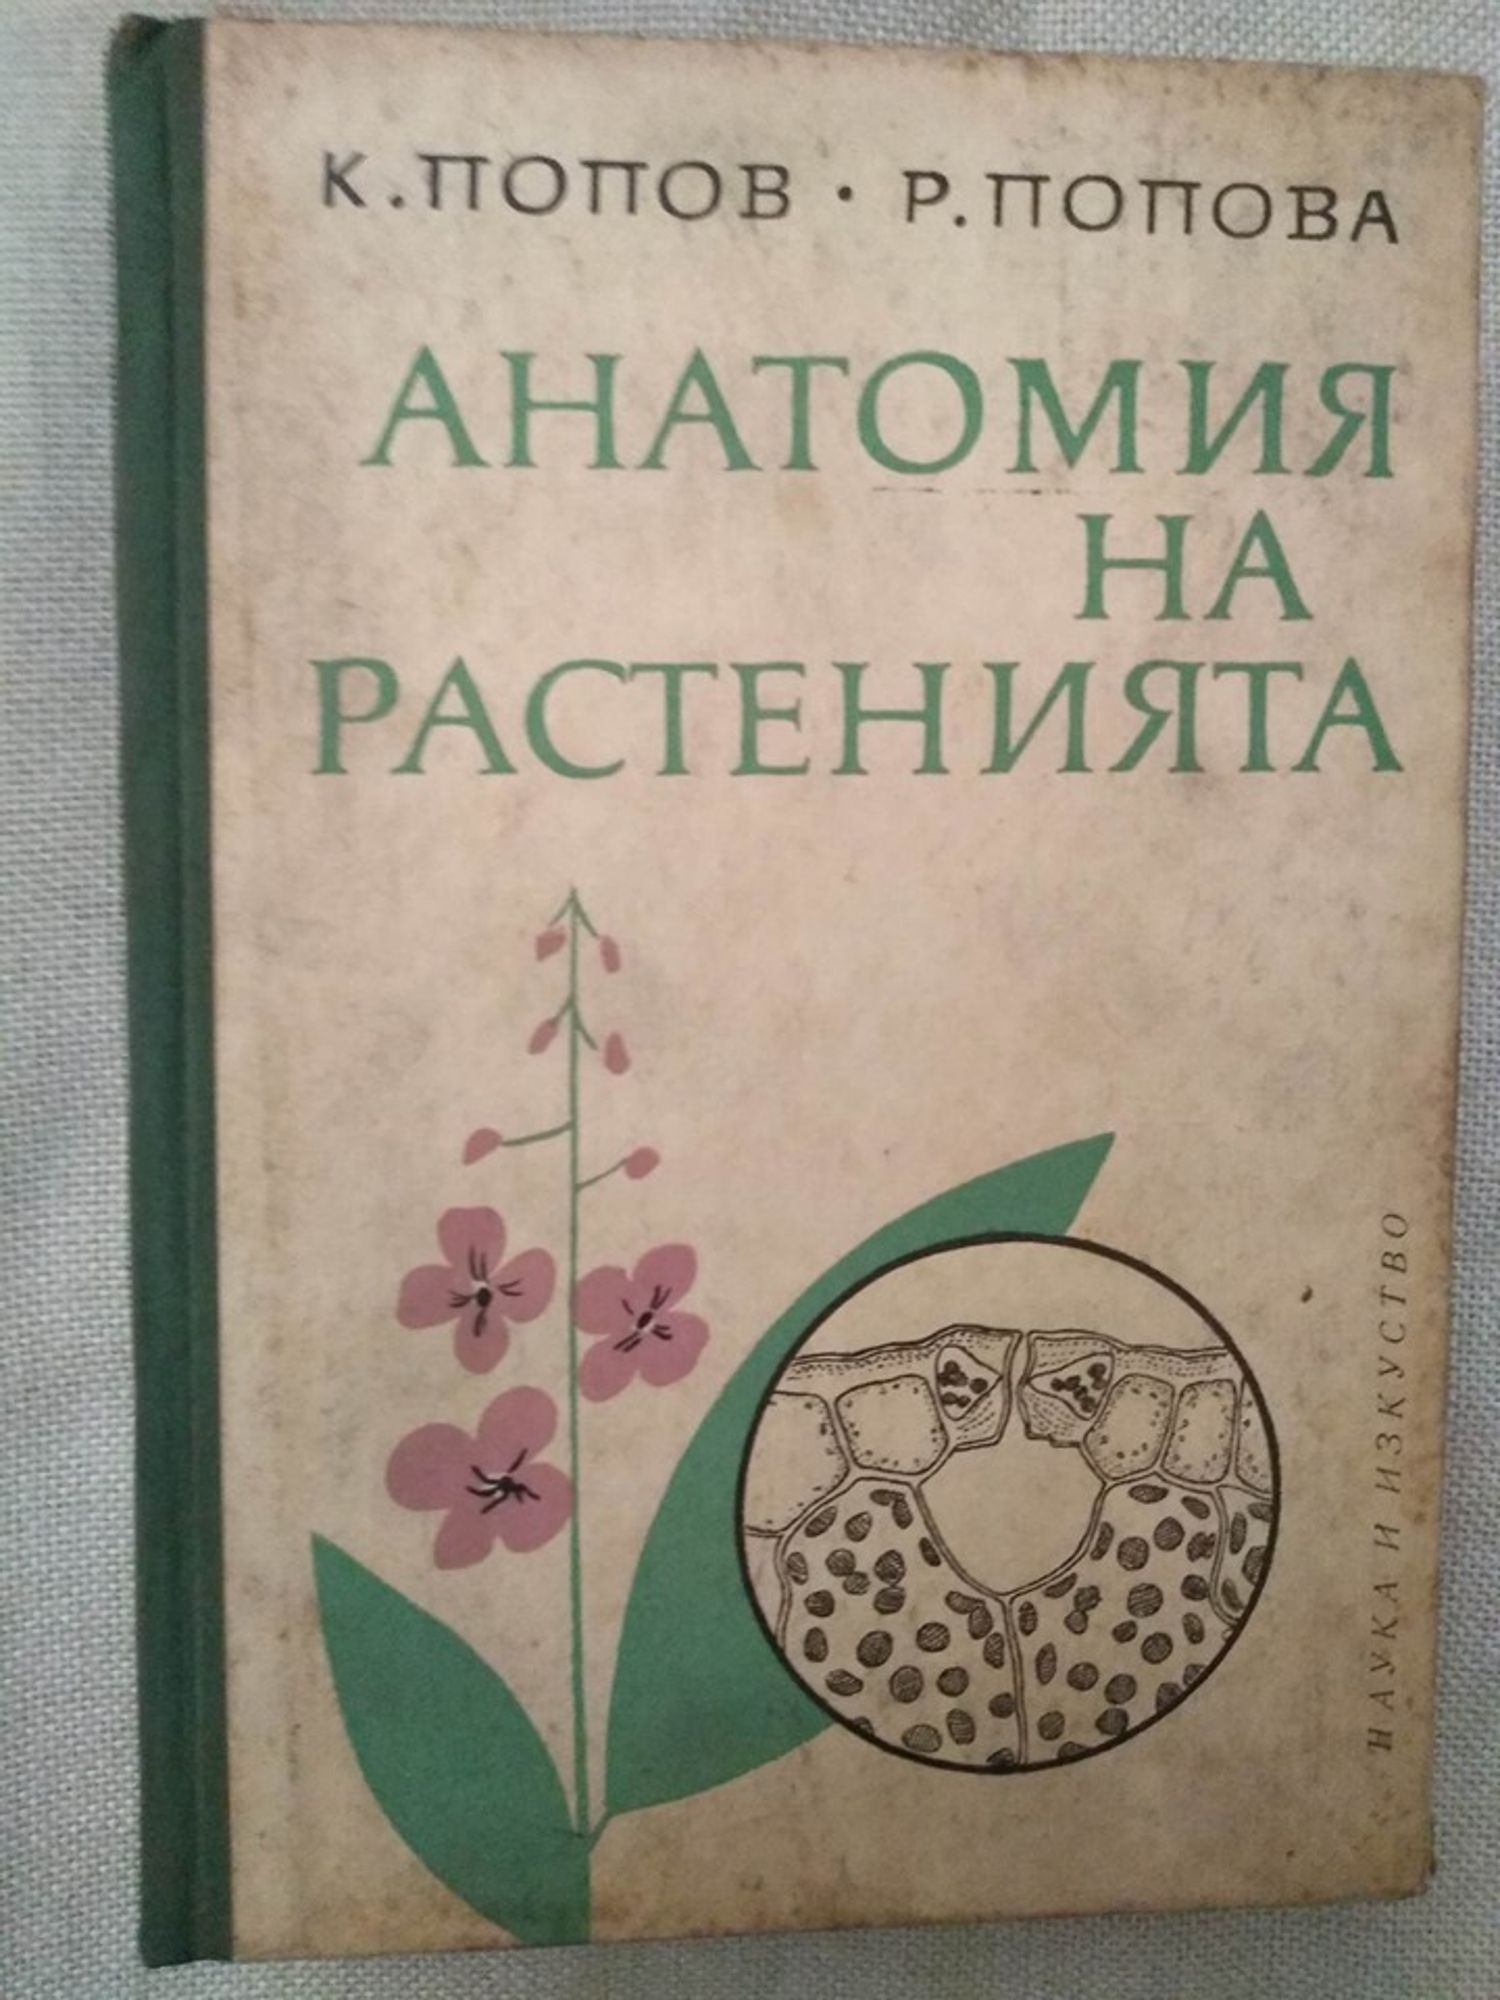 К. ПОПОВ · Р. ПОПОВА
АНАТОМИЯ
НА
РАСТЕНИЯТА
НАУКА И ИЗКУСТВО